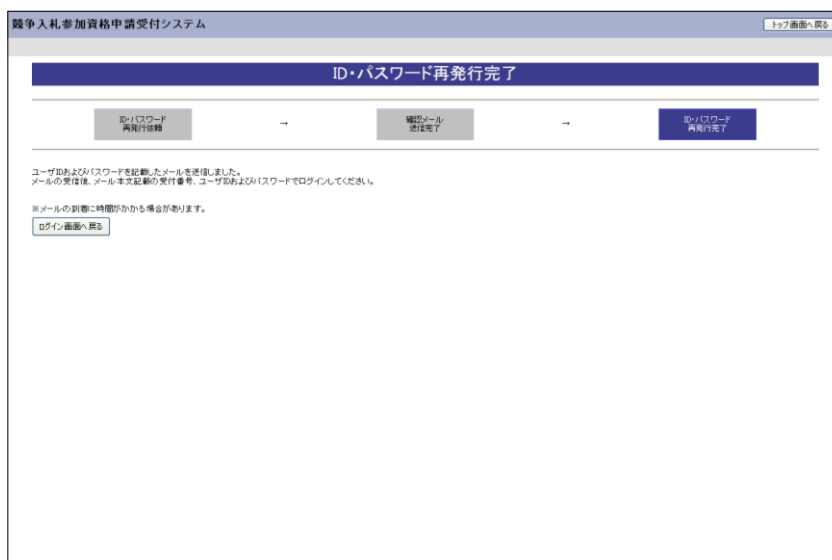 競争入札参加資格申請受付システム
トップ画面へ戻る
ID・パスワード再発行完了
ID・パスワード
再発行依頼
→
確認メール
送信完了
→
ID・パスワード
再発行完了
ユーザIDおよびパスワードを記載したメールを送信しました。
メールの受信後、メール本文記載の受付番号、ユーザIDおよびパスワードでログインしてください。
※メールの到着に時間がかかる場合があります。
ログイン画面へ戻る